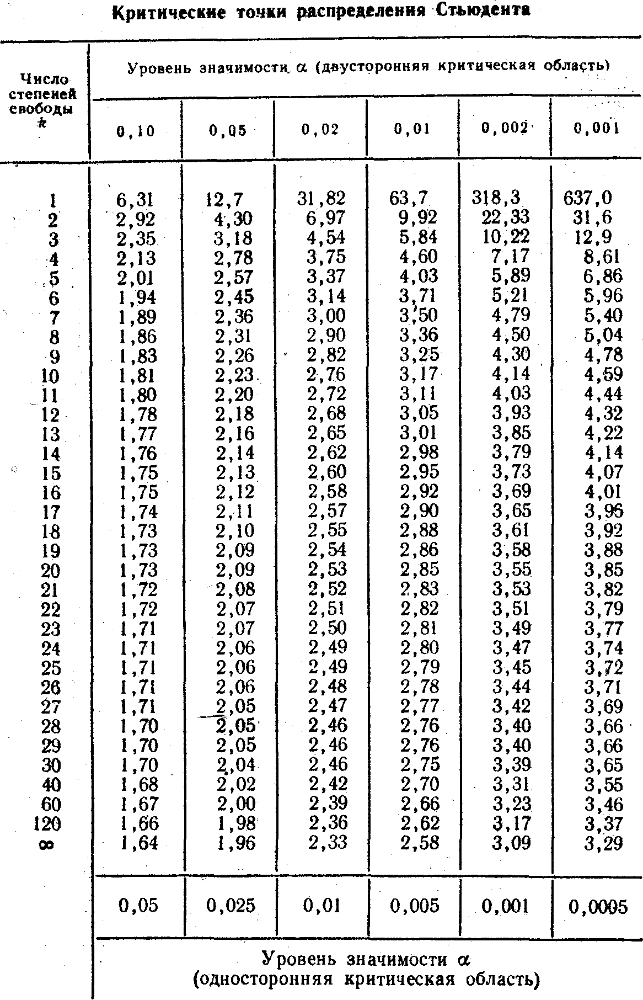 Критические точки распределения Стьюдента
Число степеней свободы k
Уровень значимости α (двусторонняя критическая область)
0,10 0,05 0,02 0,01 0,002 0,001
1 6,31 12,7 31,82 63,7 318,3 637,0
2 2,92 4,30 6,97 9,92 22,33 31,6
3 2,35 3,18 4,54 5,84 10,22 12,9
4 2,13 2,78 3,75 4,60 7,17 8,61
5 2,01 2,57 3,37 4,03 5,89 6,86
6 1,94 2,45 3,14 3,71 5,21 5,96
7 1,89 2,36 3,00 3,50 4,79 5,40
8 1,86 2,31 2,90 3,36 4,50 5,04
9 1,83 2,26 2,82 3,25 4,30 4,78
10 1,81 2,23 2,76 3,17 4,14 4,59
11 1,80 2,20 2,72 3,11 4,03 4,44
12 1,78 2,18 2,68 3,05 3,93 4,32
13 1,77 2,16 2,65 3,01 3,85 4,22
14 1,76 2,14 2,62 2,98 3,79 4,14
15 1,75 2,13 2,60 2,95 3,73 4,07
16 1,75 2,12 2,58 2,92 3,69 4,01
17 1,74 2,11 2,57 2,90 3,65 3,96
18 1,73 2,10 2,55 2,88 3,61 3,92
19 1,73 2,09 2,54 2,86 3,58 3,88
20 1,73 2,09 2,53 2,85 3,55 3,85
21 1,72 2,08 2,52 2,83 3,53 3,82
22 1,72 2,07 2,51 2,82 3,51 3,79
23 1,71 2,07 2,50 2,81 3,49 3,77
24 1,71 2,06 2,49 2,80 3,47 3,74
25 1,71 2,06 2,49 2,79 3,45 3,72
26 1,71 2,06 2,48 2,78 3,44 3,71
27 1,71 2,05 2,47 2,77 3,42 3,69
28 1,70 2,05 2,46 2,76 3,40 3,66
29 1,70 2,05 2,46 2,76 3,40 3,66
30 1,70 2,04 2,46 2,75 3,39 3,65
40 1,68 2,02 2,42 2,70 3,31 3,55
60 1,67 2,00 2,39 2,66 3,23 3,46
120 1,66 1,98 2,36 2,62 3,17 3,37
∞ 1,64 1,96 2,33 2,58 3,09 3,29
0,05 0,025 0,01 0,005 0,001 0,0005
Уровень значимости α
(односторонняя критическая область)